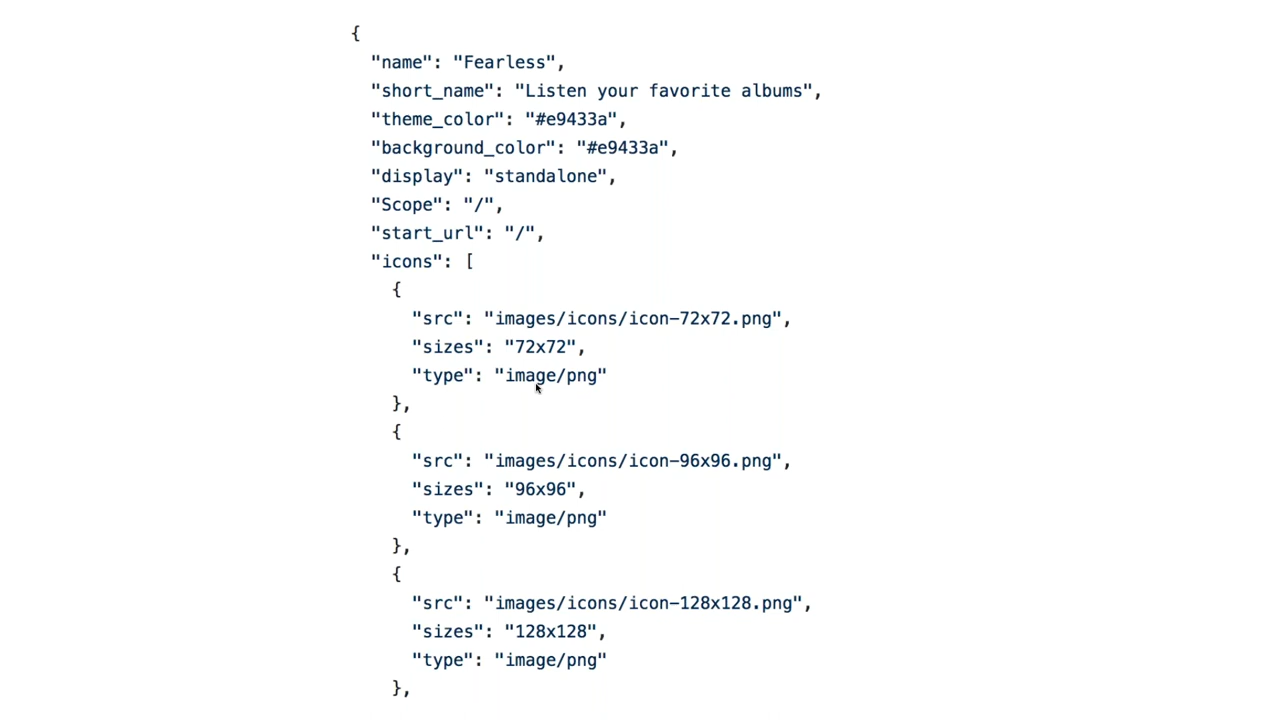 {
"name": "Fearless",
"short_name": "Listen your favorite albums",
"theme_color": "#e9433a",
"background_color": "#e9433a",
"display": "standalone",
"Scope": "/",
"start_url": "/",
"icons": [
{
"src": "images/icons/icon-72x72.png",
"sizes": "72x72",
"type": "image/png"
},
{
"src": "images/icons/icon-96x96.png",
"sizes": "96x96",
"type": "image/png"
},
{
"src": "images/icons/icon-128x128.png",
"sizes": "128x128",
"type": "image/png"
},